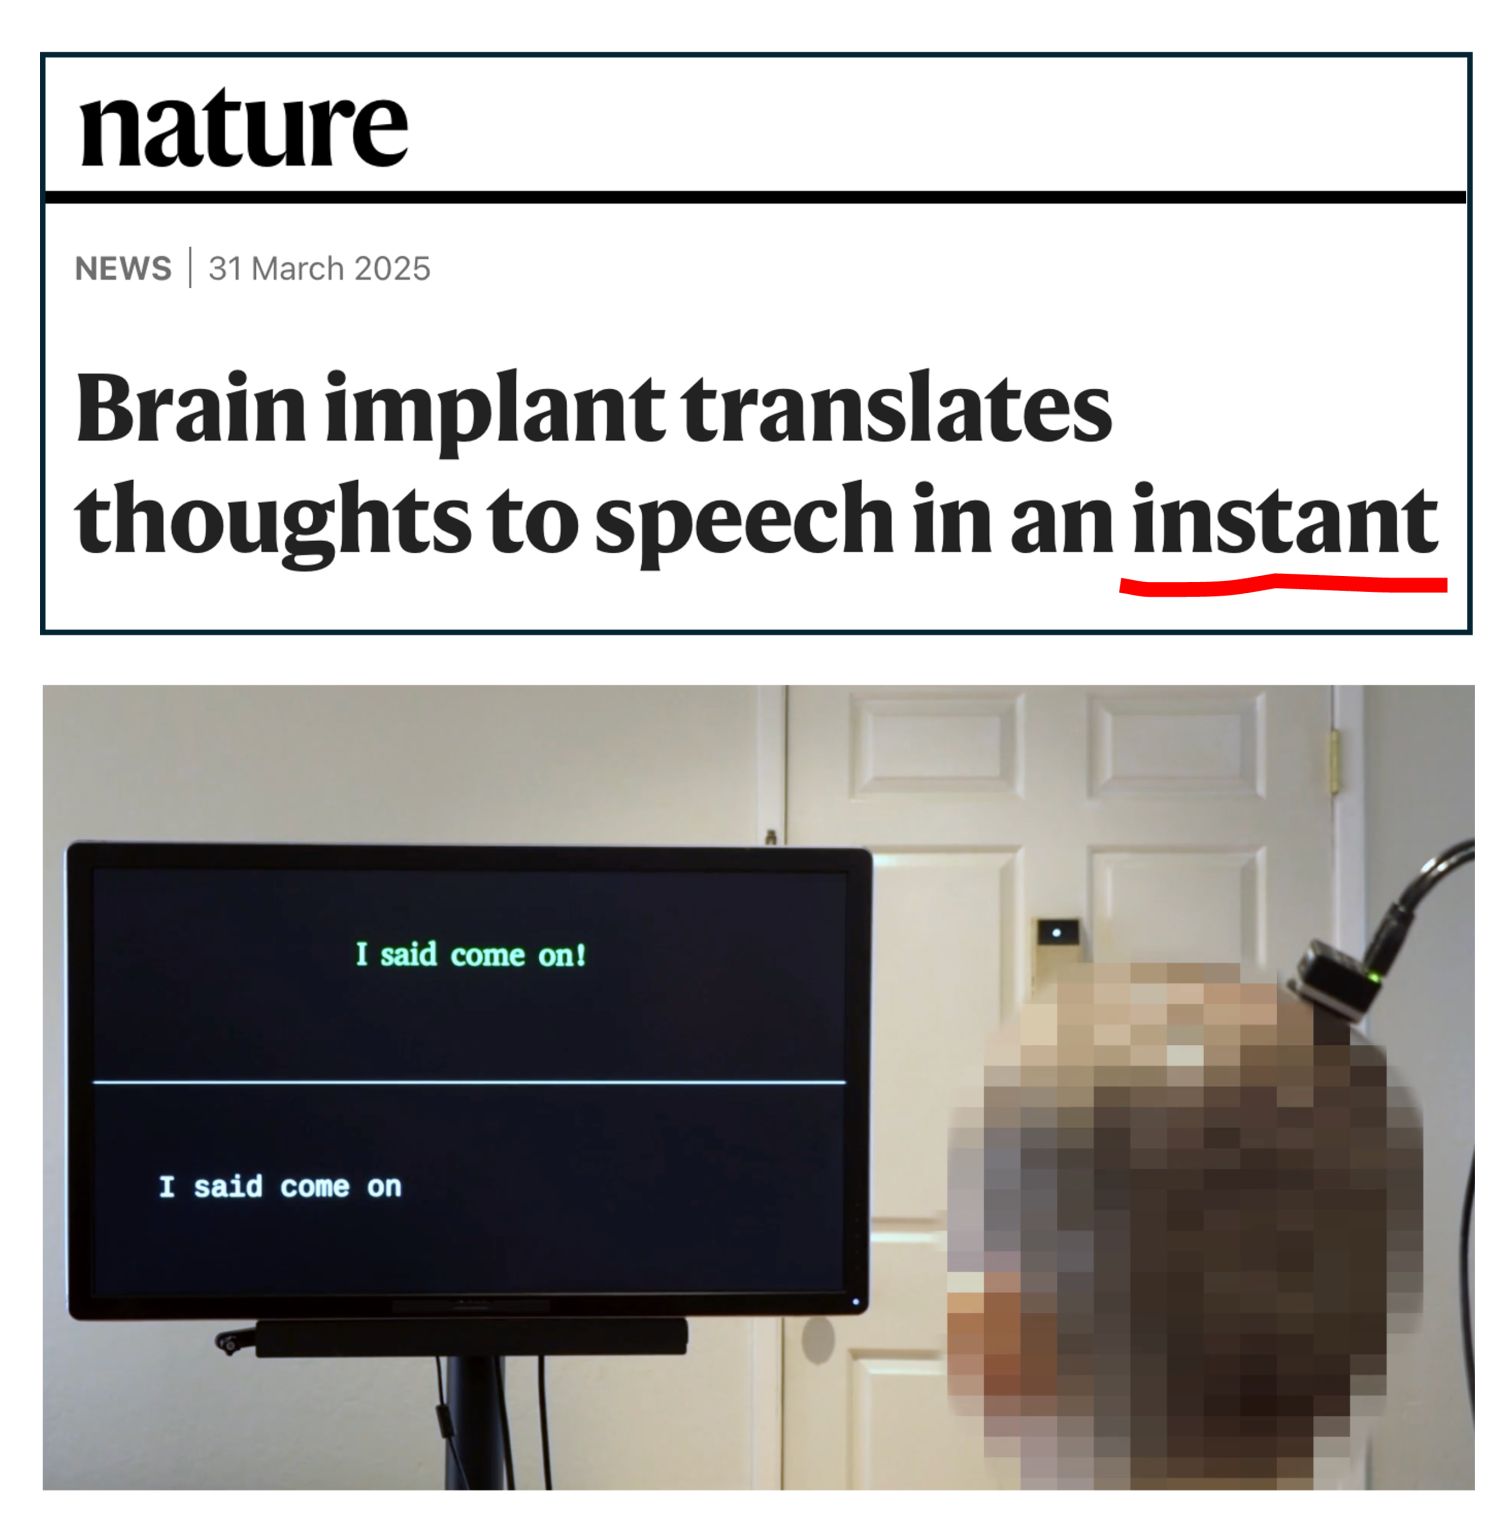 nature
NEWS | 31 March 2025
Brain implant translates
thoughts to speech in an instant
I said come on!
I said come on